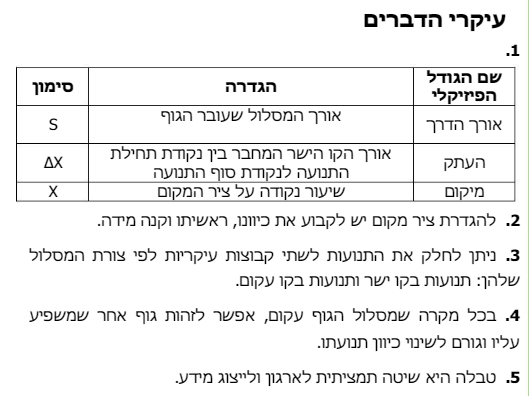 עיקרי הדברים
.1
שם הגודל הפיזיקלי הגדרה סימון
אורך הדרך אורך המסלול שעובר הגוף S
העתק אורך הקו הישר המחבר בין נקודת תחילת התנועה לנקודת סוף התנועה ΔX
מיקום שיעור נקודה על ציר המקום X
2. להגדרת ציר מקום יש לקבוע את כיוונו, ראשיתו וקנה מידה.
3. ניתן לחלק את התנועות לשתי קבוצות עיקריות לפי צורת המסלול
שלהן: תנועות בקו ישר ותנועות בקו עקום.
4. בכל מקרה שמסלול הגוף עקום, אפשר לזהות גוף אחר שמשפיע
עליו וגורם לשינוי כיוון תנועתו.
5. טבלה היא שיטה תמציתית לארגון ולייצוג מידע.